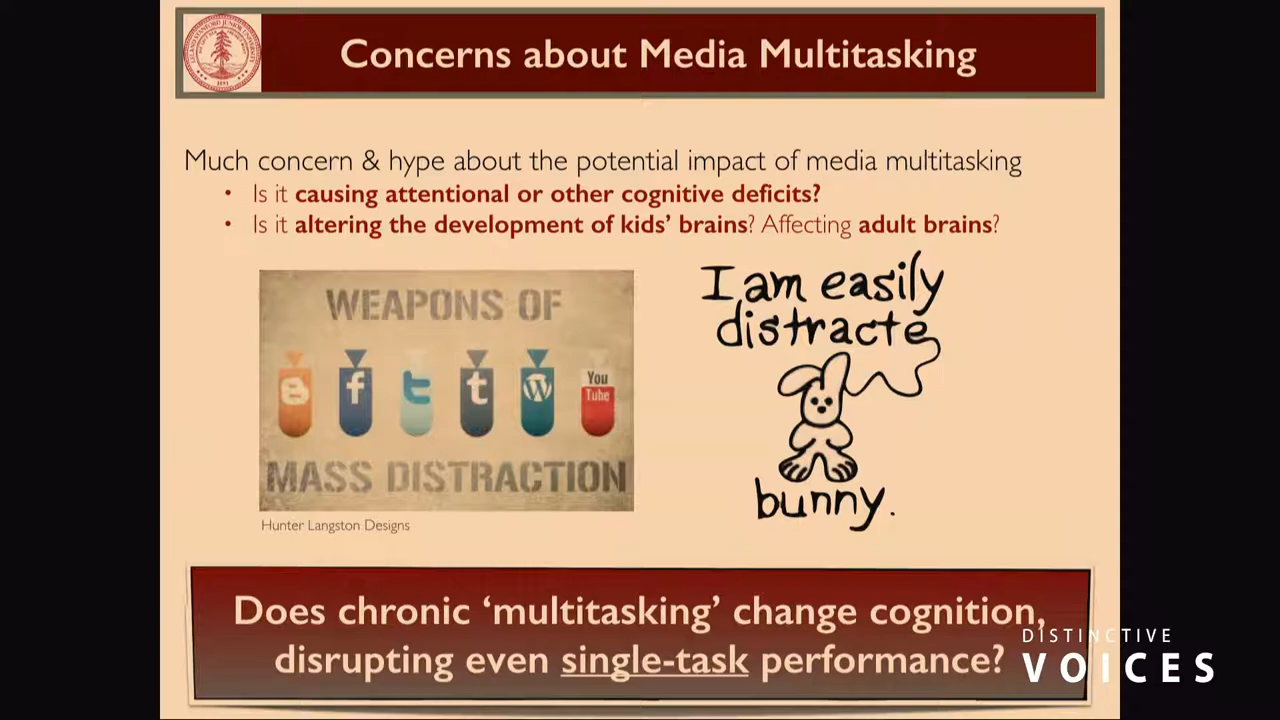 Concerns about Media Multitasking
Much concern & hype about the potential impact of media multitasking
• Is it causing attentional or other cognitive deficits?
• Is it altering the development of kids' brains? Affecting adult brains?
WEAPONS OF
f
t
t
W
You
Tube
MASS DISTRACTION
Hunter Langston Designs
I am easily
distracte
bunny.
Does chronic ‘multitasking’ change cognition,
disrupting even single-task performance?
DISTINCTIVE
VOICES